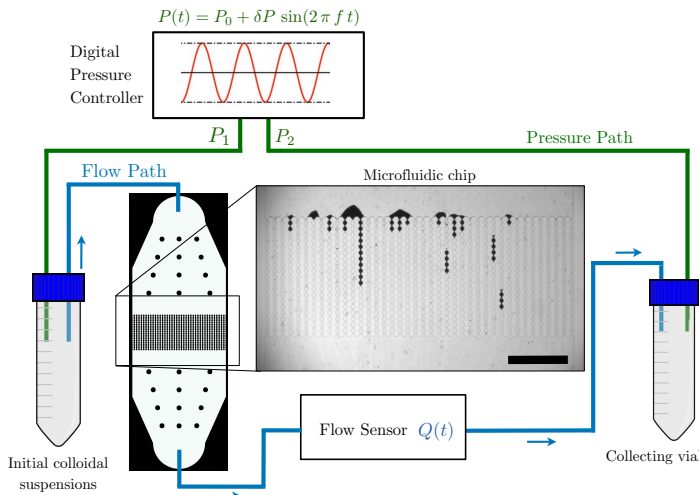 P(t) = P₀ + δP sin(2 π f t)
Digital
Pressure
Controller
P₁
P₂
Pressure Path
Flow Path
Microfluidic chip
Flow Sensor Q(t)
Initial colloidal
suspensions
Collecting vial